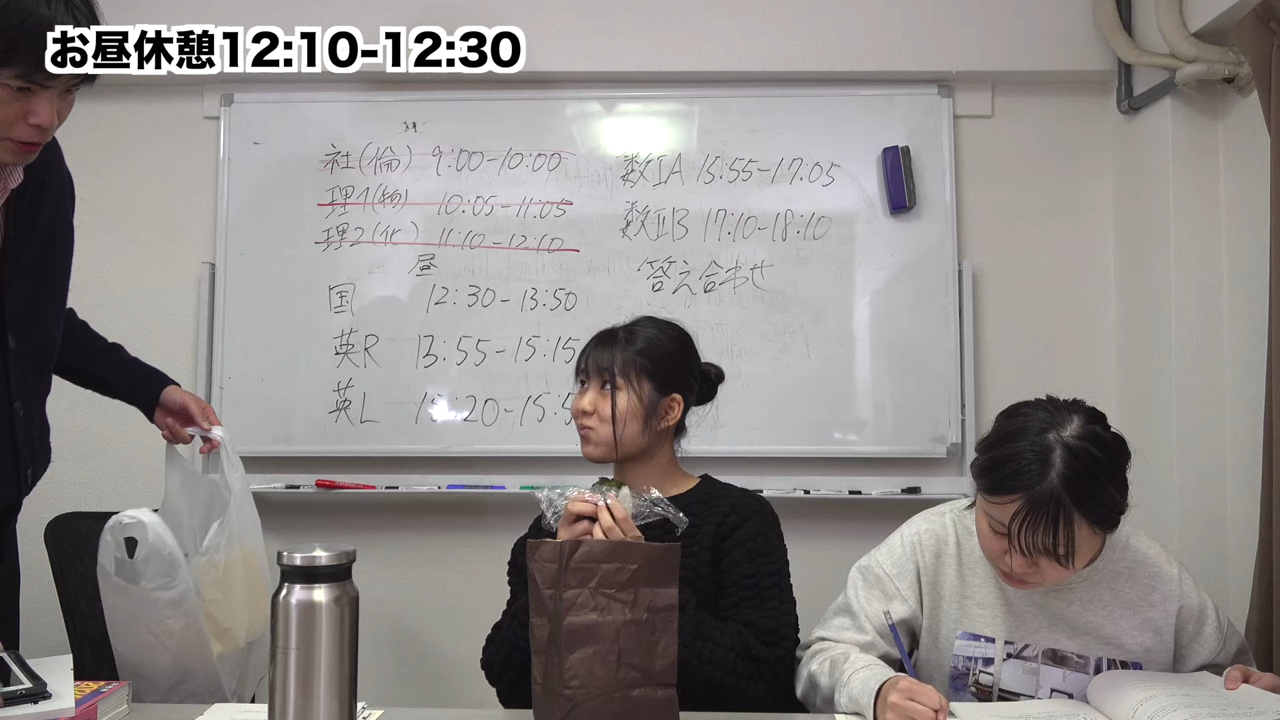 お昼休憩12:10-12:30
社(倫) 9:00-10:00
理1(物) 10:05-11:05
理2(化) 11:10-12:10
昼
国 12:30-13:50
英R 13:55-15:15
英L 15:20-15:5
数ⅠA 15:55-17:05
数ⅡB 17:10-18:10
答え合わせ